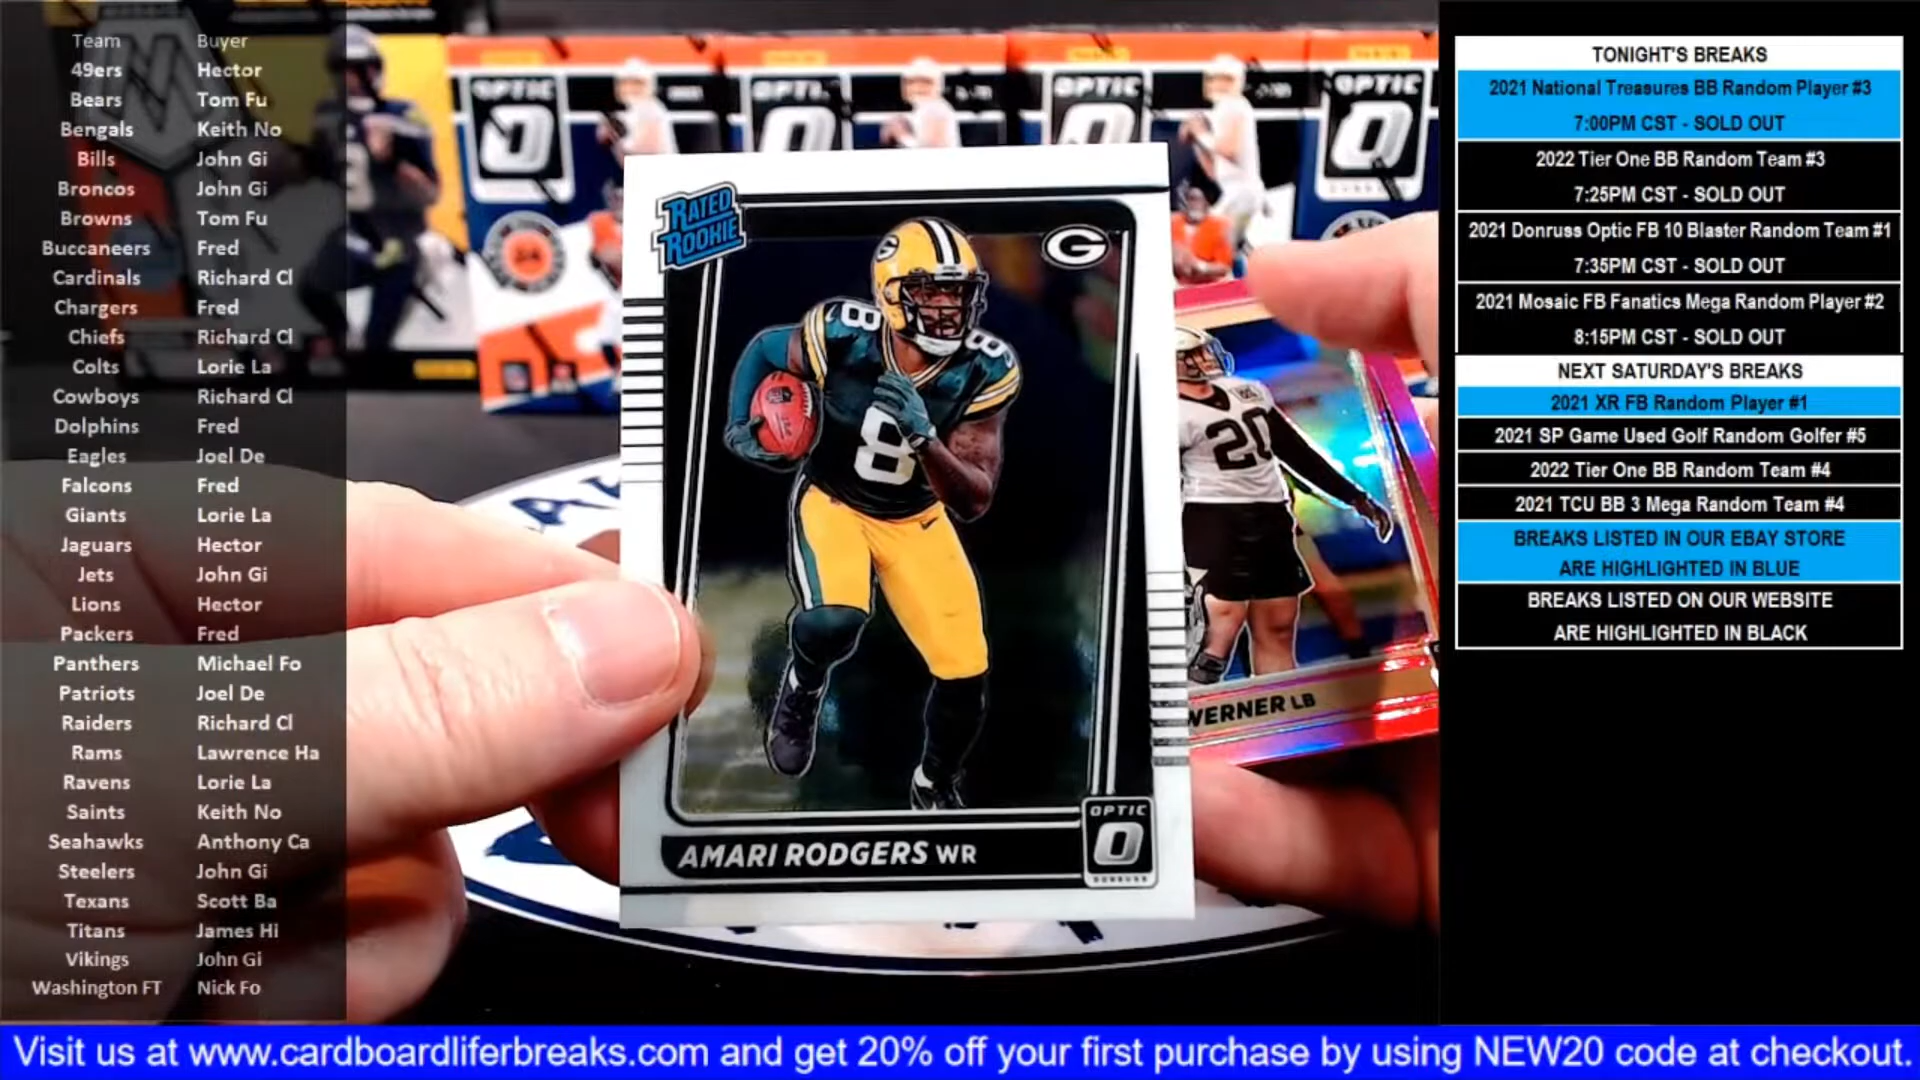 Team Buyer
49ers Hector
Bears Tom Fu
Bengals Keith No
Bills John Gi
Broncos John Gi
Browns Tom Fu
Buccaneers Fred
Cardinals Richard Cl
Chargers Fred
Chiefs Richard Cl
Colts Lorie La
Cowboys Richard Cl
Dolphins Fred
Eagles Joel De
Falcons Fred
Giants Lorie La
Jaguars Hector
Jets John Gi
Lions Hector
Packers Fred
Panthers Michael Fo
Patriots Joel De
Raiders Richard Cl
Rams Lawrence Ha
Ravens Lorie La
Saints Keith No
Seahawks Anthony Ca
Steelers John Gi
Texans Scott Ba
Titans James Hi
Vikings John Gi
Washington FT Nick Fo
OPTIC
OPTIC
OPTIC
RATED
ROOKIE
G
8
8
8
20
WERNER LB
AMARI RODGERS WR
OPTIC
DONRUSS
TONIGHT'S BREAKS
2021 National Treasures BB Random Player #3
7:00PM CST - SOLD OUT
2022 Tier One BB Random Team #3
7:25PM CST - SOLD OUT
2021 Donruss Optic FB 10 Blaster Random Team #1
7:35PM CST - SOLD OUT
2021 Mosaic FB Fanatics Mega Random Player #2
8:15PM CST - SOLD OUT
NEXT SATURDAY'S BREAKS
2021 XR FB Random Player #1
2021 SP Game Used Golf Random Golfer #5
2022 Tier One BB Random Team #4
2021 TCU BB 3 Mega Random Team #4
BREAKS LISTED IN OUR EBAY STORE
ARE HIGHLIGHTED IN BLUE
BREAKS LISTED ON OUR WEBSITE
ARE HIGHLIGHTED IN BLACK
Visit us at www.cardboardliferbreaks.com and get 20% off your first purchase by using NEW20 code at checkout.